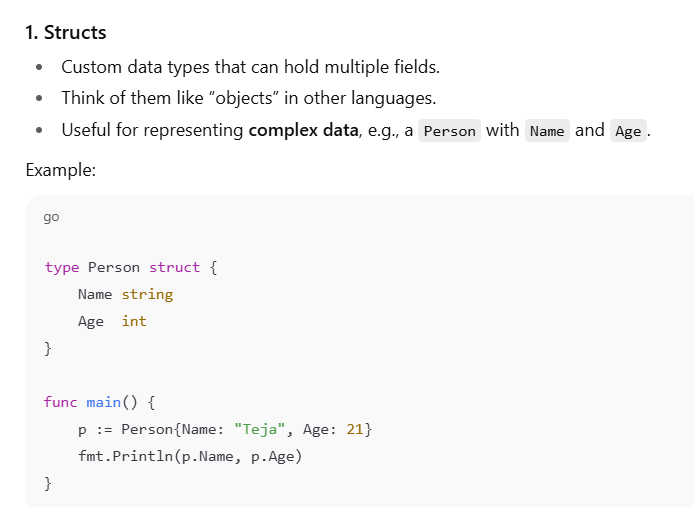 1. Structs
• Custom data types that can hold multiple fields.
• Think of them like “objects” in other languages.
• Useful for representing complex data, e.g., a Person with Name and Age.
Example:
go
type Person struct {
    Name string
    Age  int
}
func main() {
    p := Person{Name: "Teja", Age: 21}
    fmt.Println(p.Name, p.Age)
}